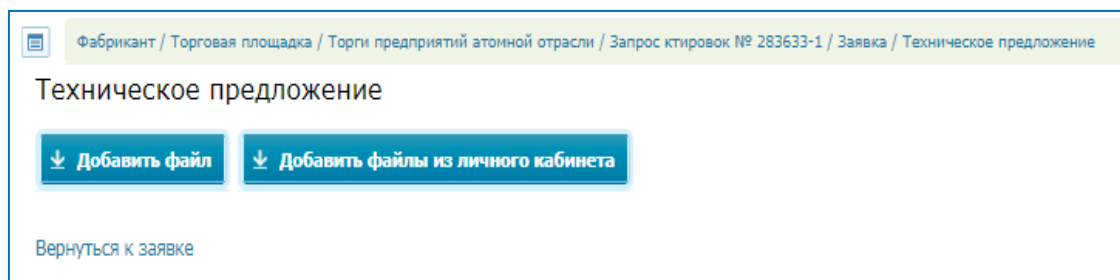 Фабрикант / Торговая площадка / Торги предприятий атомной отрасли / Запрос ктировок № 283633-1 / Заявка / Техническое предложение
Техническое предложение
Добавить файл Добавить файлы из личного кабинета
Вернуться к заявке